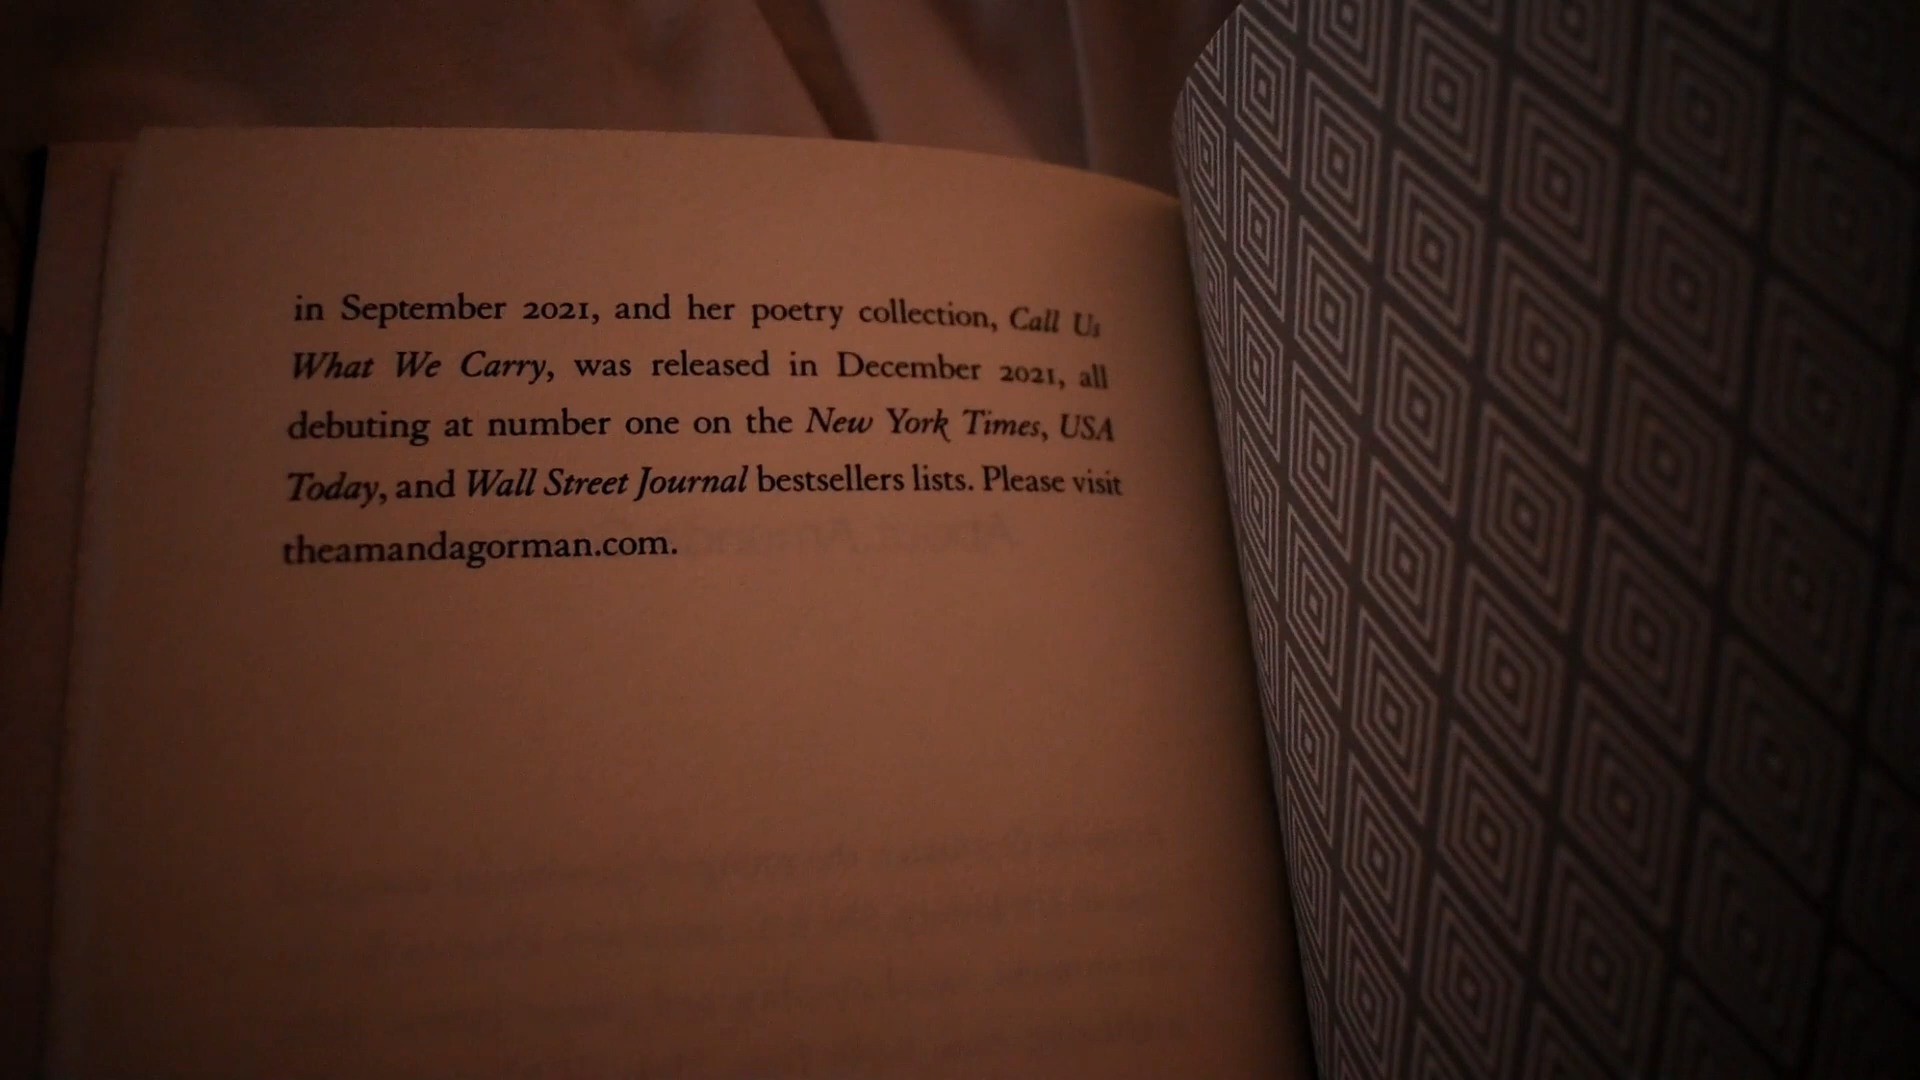 in September 2021, and her poetry collection, Call Us
What We Carry, was released in December 2021, all
debuting at number one on the New York Times, USA
Today, and Wall Street Journal bestsellers lists. Please visit
theamandagorman.com.